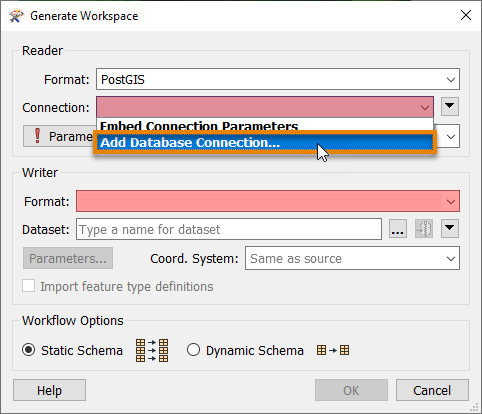 Generate Workspace
Reader
Format: PostGIS
Connection:
Embed Connection Parameters
Parame
Add Database Connection...
Writer
Format:
Dataset: Type a name for dataset ...
Parameters... Coord. System: Same as source
Import feature type definitions
Workflow Options
Static Schema Dynamic Schema
Help OK Cancel